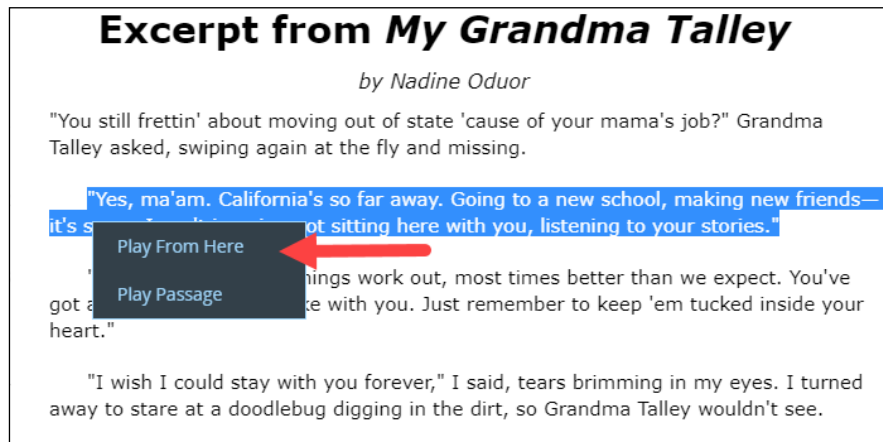 Excerpt from My Grandma Talley
by Nadine Oduor
"You still frettin' about moving out of state 'cause of your mama's job?" Grandma
Talley asked, swiping again at the fly and missing.
"Yes, ma'am. California's so far away. Going to a new school, making new friends—
it's sitting here with you, listening to your stories."
Play From Here
work out, most times better than we expect. You've
Play Passage
got with you. Just remember to keep 'em tucked inside your
heart."
"I wish I could stay with you forever," I said, tears brimming in my eyes. I turned
away to stare at a doodlebug digging in the dirt, so Grandma Talley wouldn't see.